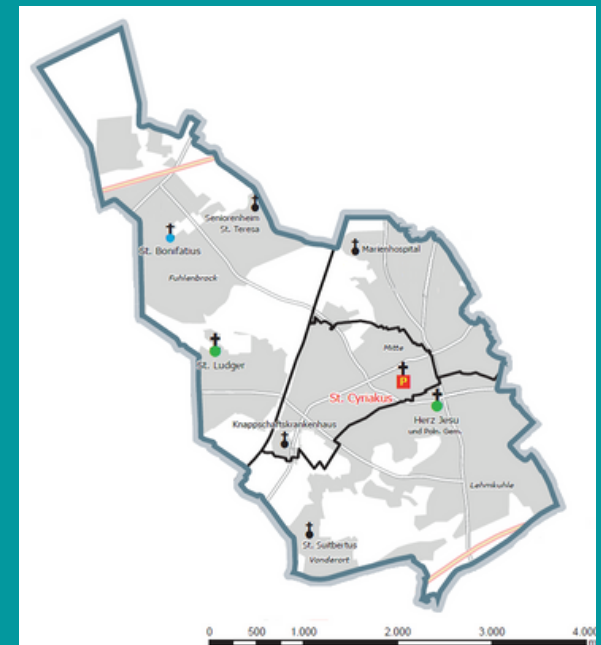 Seniorenheim
St. Teresa
St. Bonifatius
Marienhospital
Fuhlenbrock
Mitte
St. Ludger
P
St. Cyriakus
Herz Jesu
und Poln. Gem.
Knappschaftskrankenhaus
Lehmkuhle
St. Suitbertus
Vonderort
0 500 1.000 2.000 3.000 4.000
m